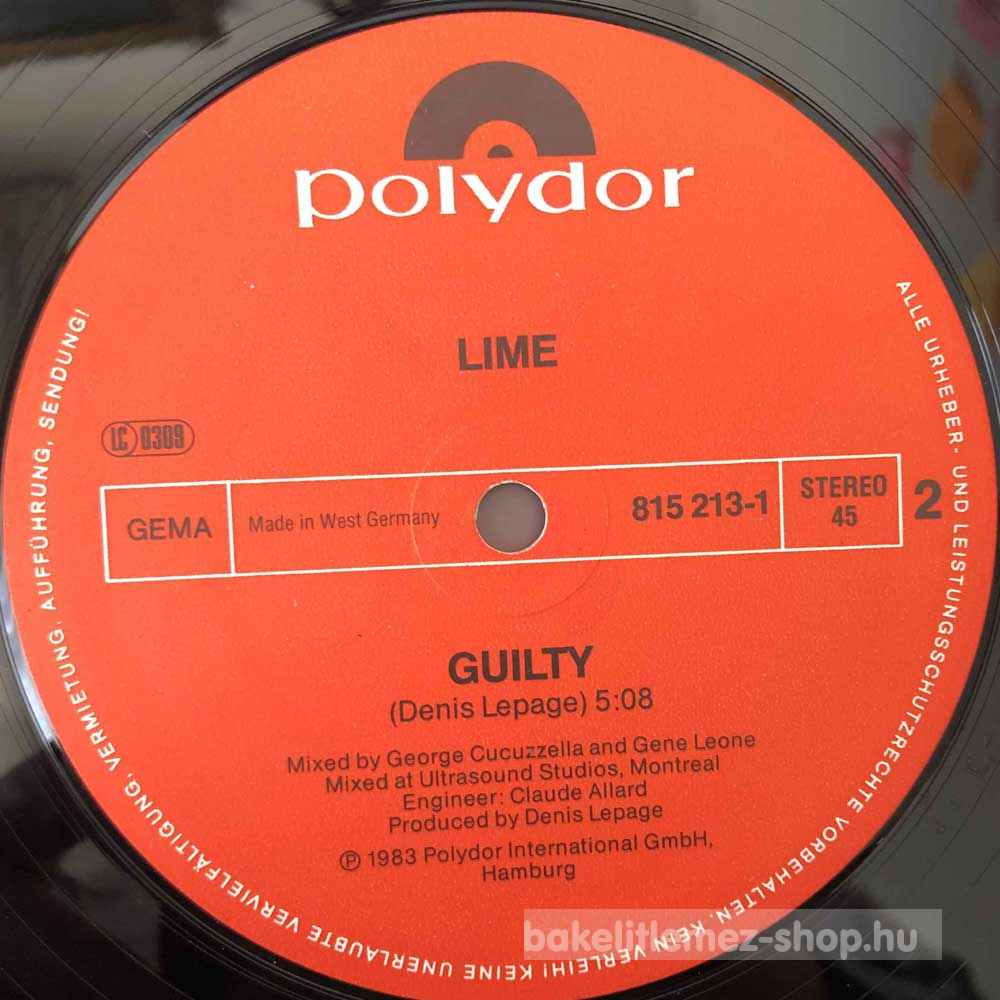 polydor
LIME
LC 0309
GEMA
Made in West Germany
815 213-1
STEREO
45
2
GUILTY
(Denis Lepage) 5:08
Mixed by George Cucuzzella and Gene Leone
Mixed at Ultrasound Studios, Montreal
Engineer: Claude Allard
Produced by Denis Lepage
Ⓟ 1983 Polydor International GmbH,
Hamburg
ALLE URHEBER- UND LEISTUNGSSCHUTZRECHTE VORBEHALTEN. KEIN VERLEIH! KEINE UNERLAUBTE VERVIELFÄLTIGUNG, VERMIETUNG, AUFFÜHRUNG, SENDUNG!
bakelitlemez-shop.hu